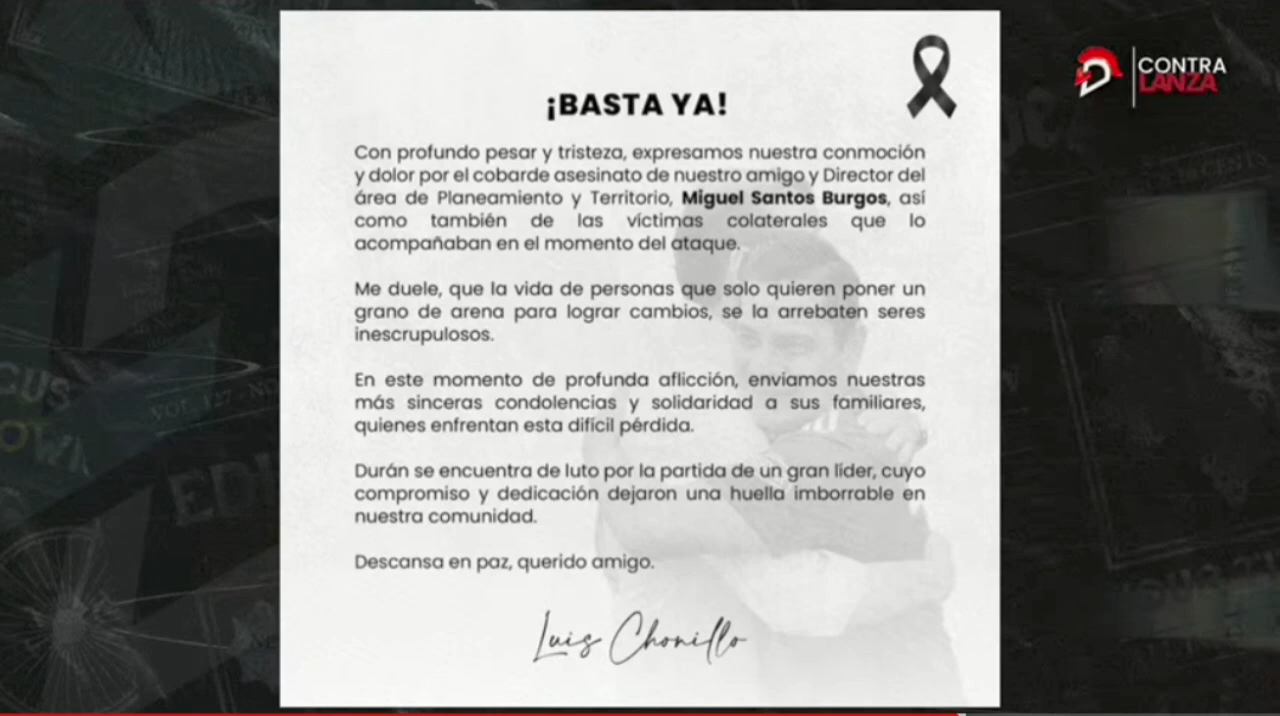 ¡BASTA YA!
Con profundo pesar y tristeza, expresamos nuestra conmoción
y dolor por el cobarde asesinato de nuestro amigo y Director del
área de Planeamiento y Territorio, Miguel Santos Burgos, así
como también de las víctimas colaterales que lo
acompañaban en el momento del ataque.
Me duele, que la vida de personas que solo quieren poner un
grano de arena para lograr cambios, se la arrebaten seres
inescrupulosos.
En este momento de profunda aflicción, enviamos nuestras
más sinceras condolencias y solidaridad a sus familiares,
quienes enfrentan esta difícil pérdida.
Durán se encuentra de luto por la partida de un gran líder, cuyo
compromiso y dedicación dejaron una huella imborrable en
nuestra comunidad.
Descansa en paz, querido amigo.
Luis Chonillo
CONTRA
LANZA